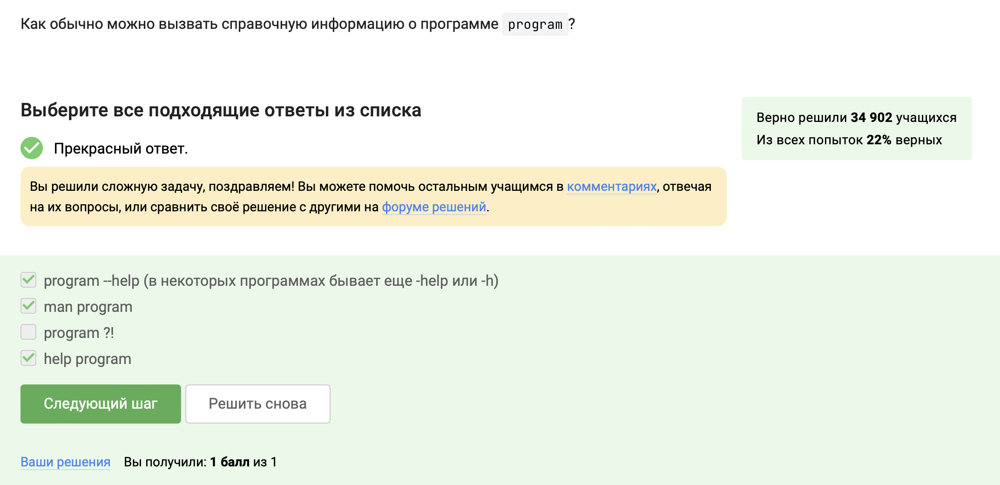 Как обычно можно вызвать справочную информацию о программе program?
Выберите все подходящие ответы из списка
Верно решили 34 902 учащихся
Из всех попыток 22% верных
Прекрасный ответ.
Вы решили сложную задачу, поздравляем! Вы можете помочь остальным учащимся в комментариях, отвечая
на их вопросы, или сравнить своё решение с другими на форуме решений.
program --help (в некоторых программах бывает еще -help или -h)
man program
program ?!
help program
Следующий шаг
Решить снова
Ваши решения
Вы получили: 1 балл из 1